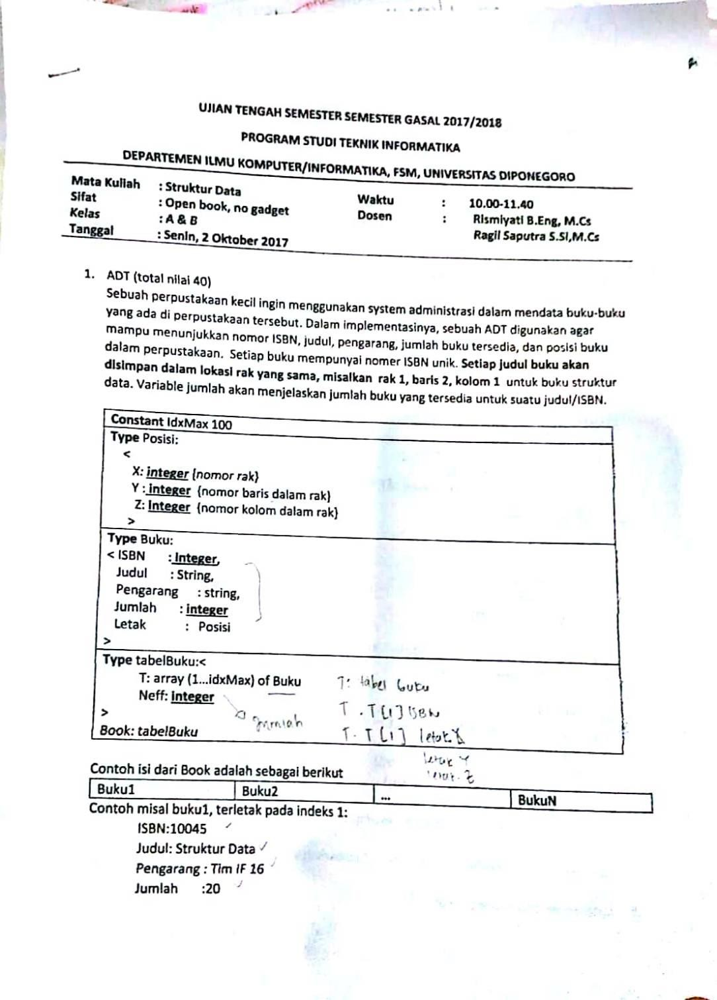 UJIAN TENGAH SEMESTER SEMESTER GASAL 2017/2018
PROGRAM STUDI TEKNIK INFORMATIKA
DEPARTEMEN ILMU KOMPUTER/INFORMATIKA, FSM, UNIVERSITAS DIPONEGORO
Mata Kuliah : Struktur Data
Sifat : Open book, no gadget Waktu : 10.00-11.40
Kelas : A & B Dosen : Rismiyati B.Eng, M.Cs
Tanggal : Senin, 2 Oktober 2017 Ragil Saputra S.SI,M.Cs
1. ADT (total nilai 40)
Sebuah perpustakaan kecil ingin menggunakan system administrasi dalam mendata buku-buku
yang ada di perpustakaan tersebut. Dalam implementasinya, sebuah ADT digunakan agar
mampu menunjukkan nomor ISBN, judul, pengarang, jumlah buku tersedia, dan posisi buku
dalam perpustakaan. Setiap buku mempunyai nomer ISBN unik. Setiap judul buku akan
disimpan dalam lokasi rak yang sama, misalkan rak 1, baris 2, kolom 1 untuk buku struktur
data. Variable jumlah akan menjelaskan jumlah buku yang tersedia untuk suatu judul/ISBN.
Constant IdxMax 100
Type Posisi:
<
X: integer {nomor rak}
Y : integer {nomor baris dalam rak}
Z: Integer {nomor kolom dalam rak}
>
Type Buku:
< ISBN : Integer,
Judul : String,
Pengarang : string,
Jumlah : integer
Letak : Posisi
>
Type tabelBuku:<
T: array (1...idxMax) of Buku T: tabel buku
Neff: integer
T . T [1] ISBN
> Jumlah
Book: tabelBuku T. T [1] letak X
letak Y
letak. Z
Contoh isi dari Book adalah sebagai berikut
Buku1 Buku2 ... BukuN
Contoh misal buku1, terletak pada indeks 1:
ISBN:10045
Judul: Struktur Data
Pengarang : Tim IF 16
Jumlah :20